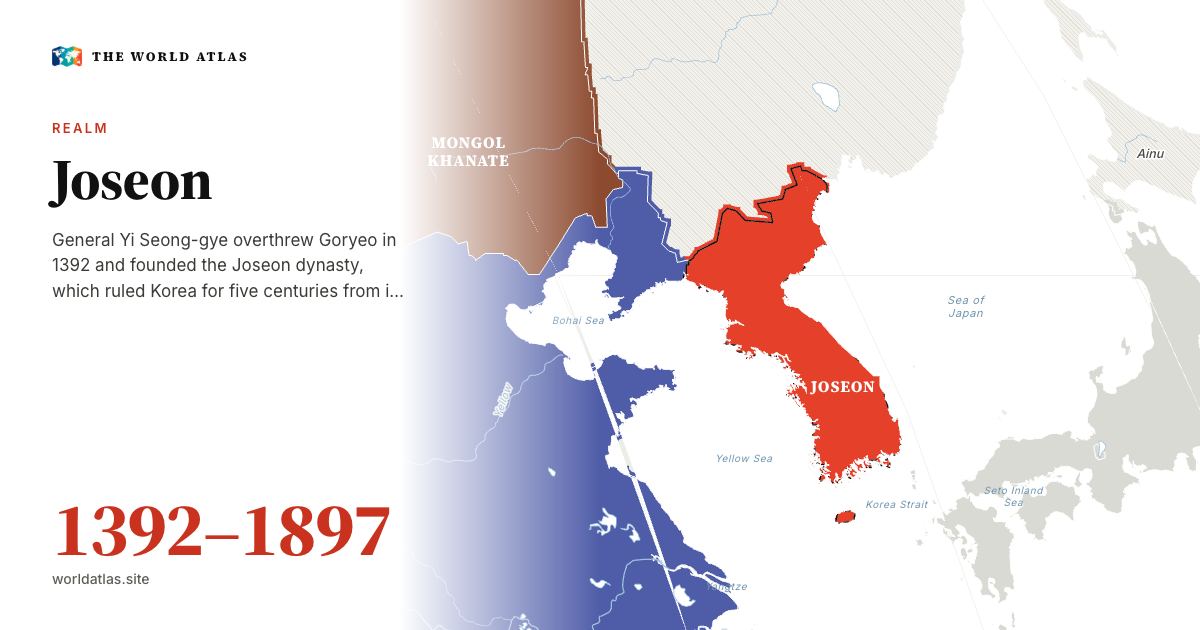 THE WORLD ATLAS
REALM
Joseon
General Yi Seong-gye overthrew Goryeo in
1392 and founded the Joseon dynasty,
which ruled Korea for five centuries from i...
1392–1897
worldatlas.site
MONGOL
KHANATE
Ainu
Sea of
Japan
Bohai Sea
JOSEON
Yellow
Yellow Sea
Korea Strait
Seto Inland
Sea
Yangtze